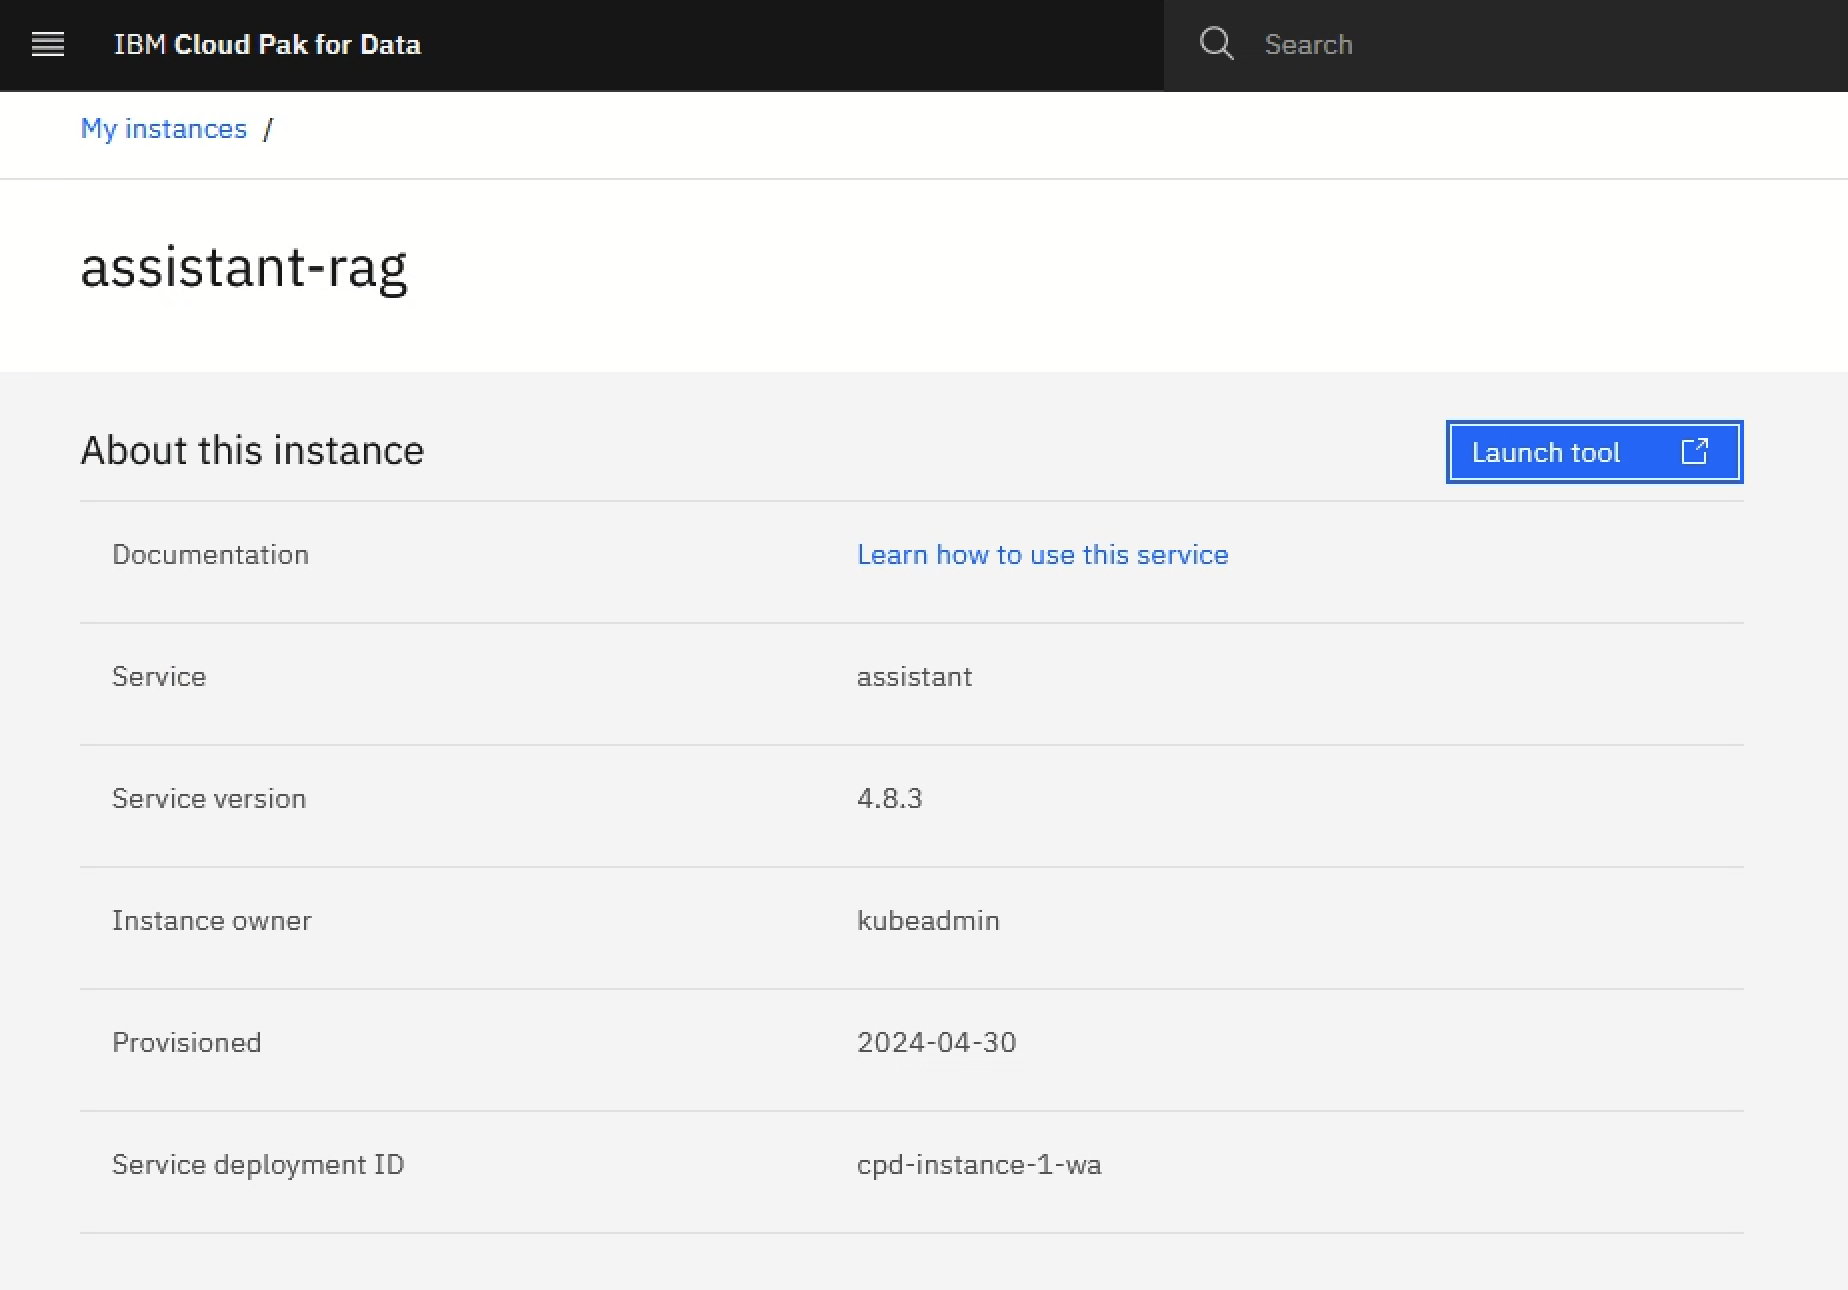 IBM Cloud Pak for Data
Search
My instances /
assistant-rag
About this instance
Launch tool
Documentation
Learn how to use this service
Service
assistant
Service version
4.8.3
Instance owner
kubeadmin
Provisioned
2024-04-30
Service deployment ID
cpd-instance-1-wa